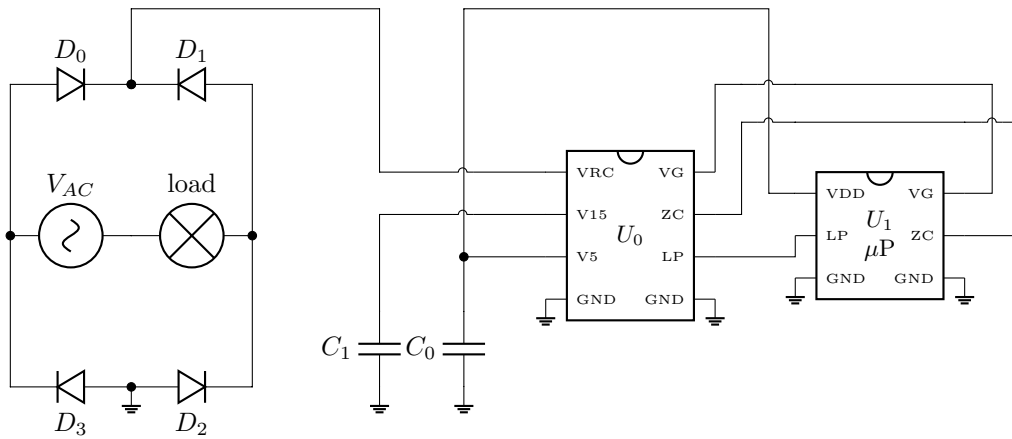 D₀ D₁
V_AC load
D₃ D₂
C₁ C₀
VRC VG
V15 ZC
U₀
V5 LP
GND GND
VDD VG
U₁
LP ZC
μP
GND GND